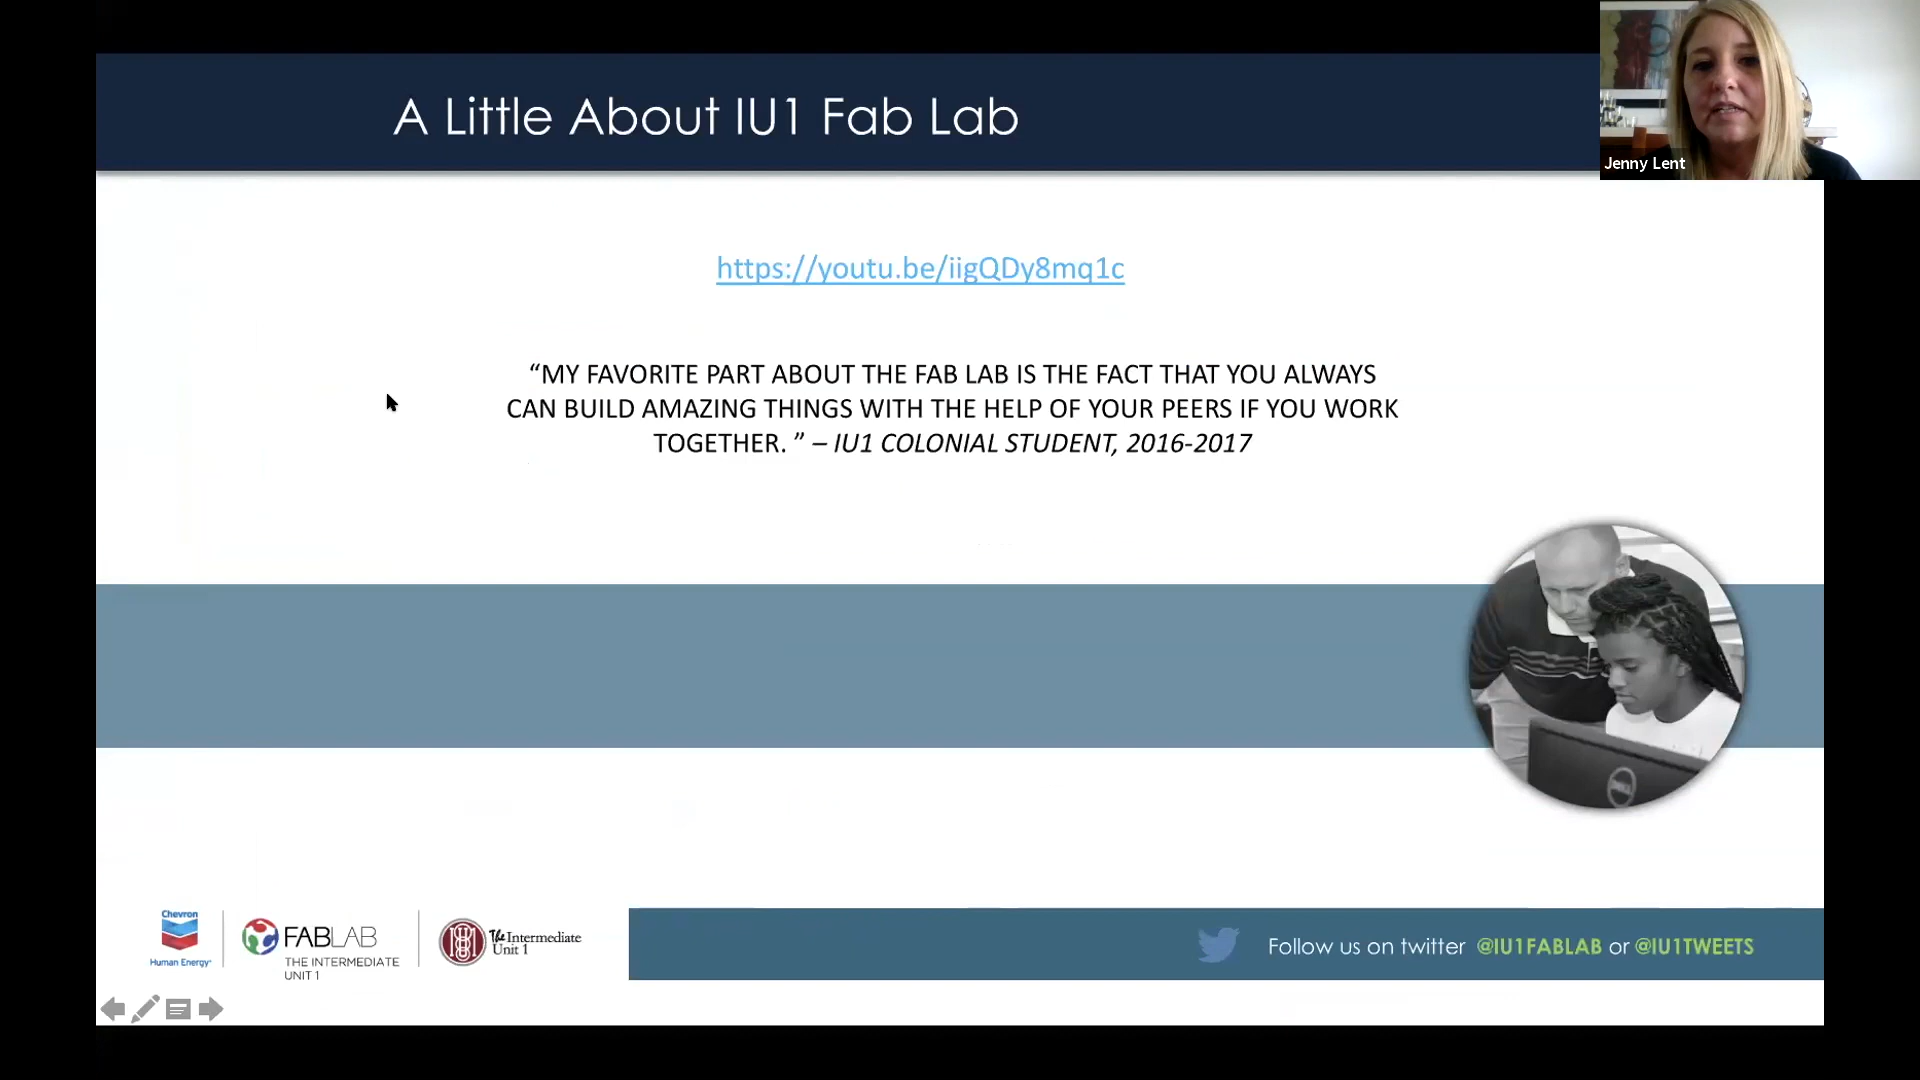 A Little About IU1 Fab Lab
Jenny Lent
https://youtu.be/iigQDy8mq1c
“MY FAVORITE PART ABOUT THE FAB LAB IS THE FACT THAT YOU ALWAYS
CAN BUILD AMAZING THINGS WITH THE HELP OF YOUR PEERS IF YOU WORK
TOGETHER. ” – IU1 COLONIAL STUDENT, 2016-2017
DELL
Chevron
Human Energy®
FABLAB
THE INTERMEDIATE
UNIT 1
The Intermediate
Unit 1
Follow us on twitter @IU1FABLAB or @IU1TWEETS